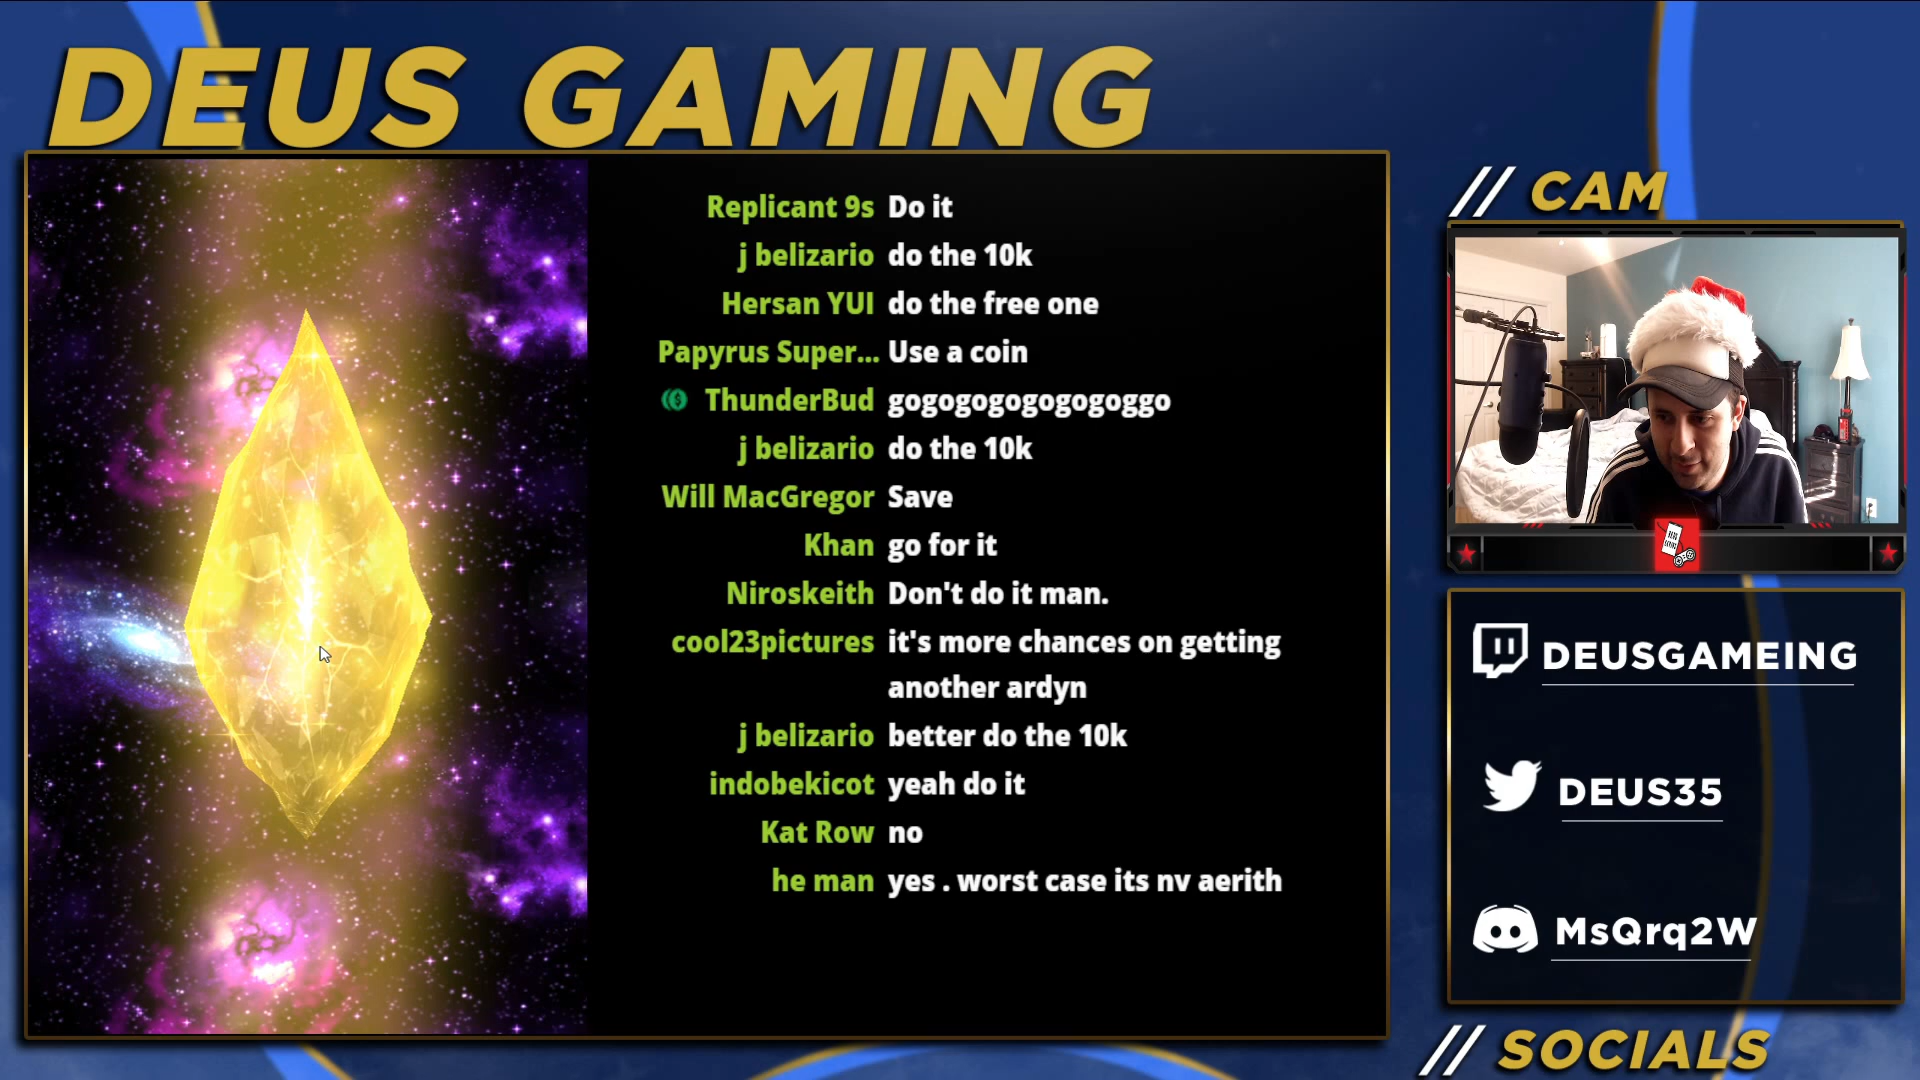 DEUS GAMING
Replicant 9s Do it
j belizario do the 10k
Hersan YUI do the free one
Papyrus Super... Use a coin
ThunderBud gogogogogogogoggo
j belizario do the 10k
Will MacGregor Save
Khan go for it
Niroskeith Don't do it man.
cool23pictures it's more chances on getting
another ardyn
j belizario better do the 10k
indobekicot yeah do it
Kat Row no
he man yes . worst case its nv aerith
// CAM
DEUSGAMEING
DEUS35
MsQrq2W
// SOCIALS